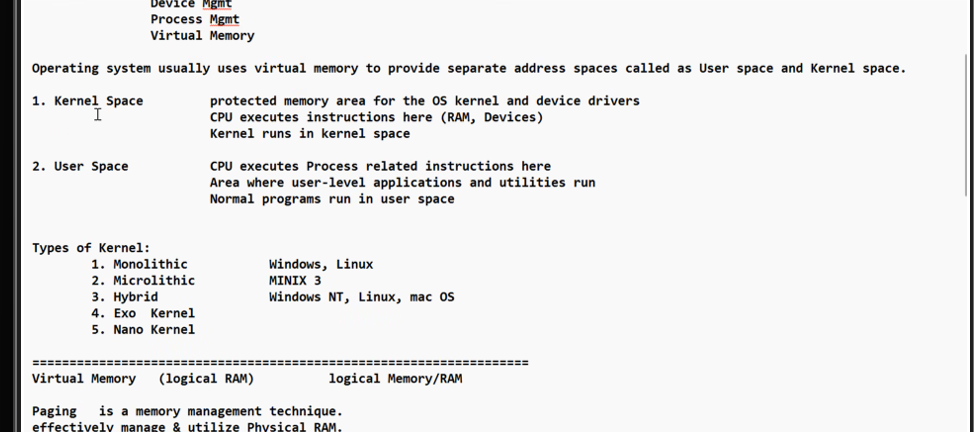 Device Mgmt
Process Mgmt
Virtual Memory
Operating system usually uses virtual memory to provide separate address spaces called as User space and Kernel space.
1. Kernel Space protected memory area for the OS kernel and device drivers
CPU executes instructions here (RAM, Devices)
Kernel runs in kernel space
2. User Space CPU executes Process related instructions here
Area where user-level applications and utilities run
Normal programs run in user space
Types of Kernel:
1. Monolithic Windows, Linux
2. Microlithic MINIX 3
3. Hybrid Windows NT, Linux, mac OS
4. Exo Kernel
5. Nano Kernel
===================================================================
Virtual Memory (logical RAM) logical Memory/RAM
Paging is a memory management technique.
effectively manage & utilize Physical RAM.